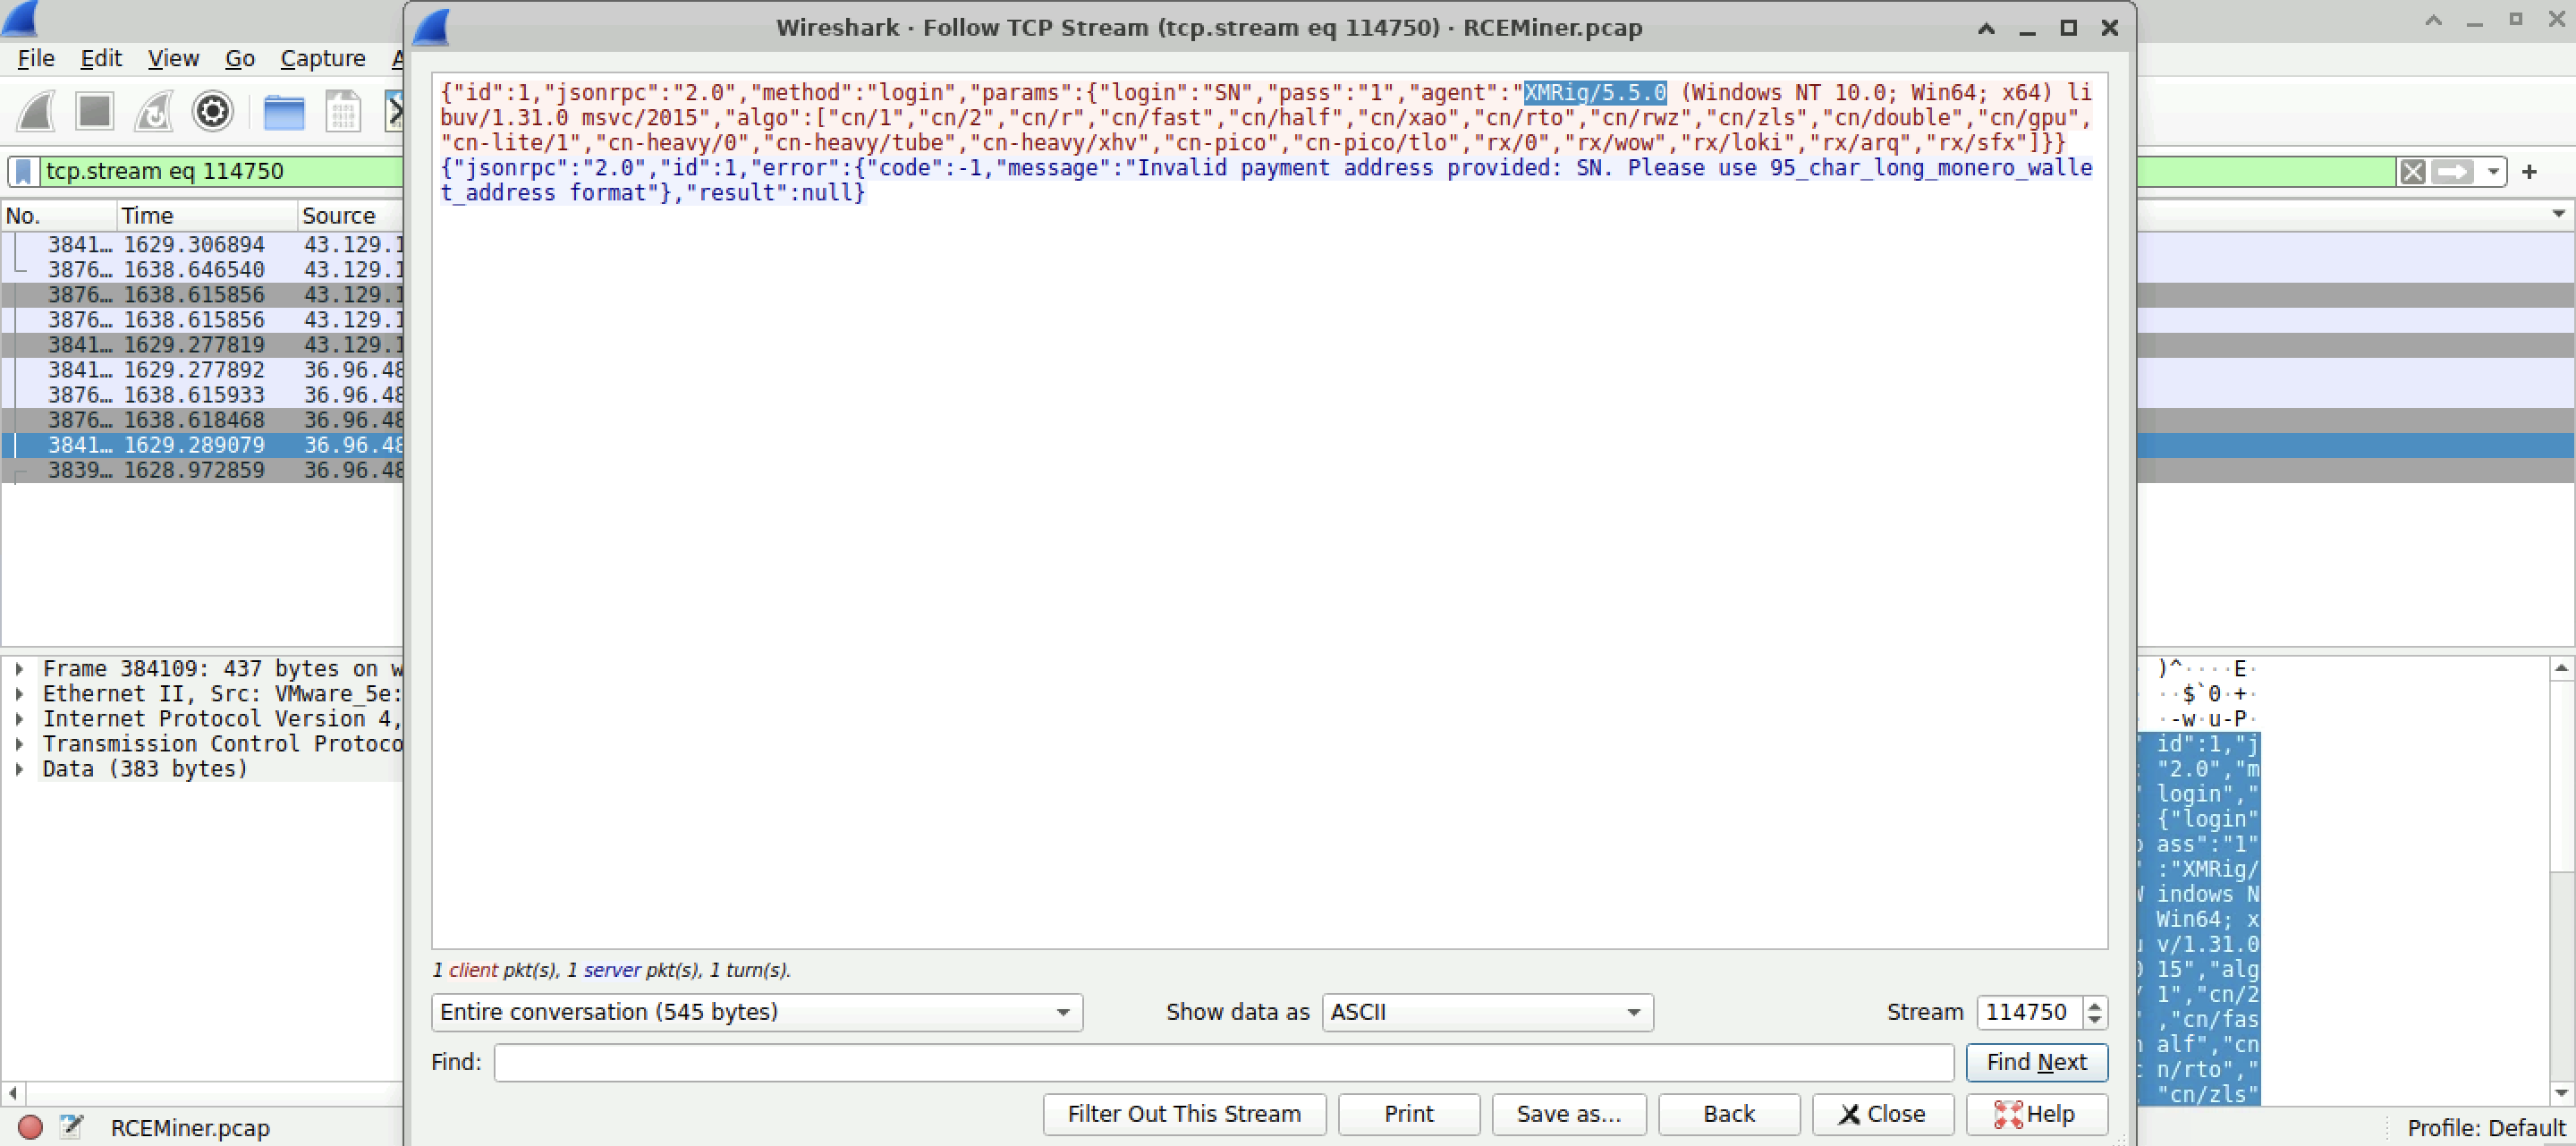 Wireshark · Follow TCP Stream (tcp.stream eq 114750) · RCEMiner.pcap
File Edit View Go Capture A
tcp.stream eq 114750
+
No. Time Source
3841… 1629.306894 43.129.1
3876… 1638.646540 43.129.1
3876… 1638.615856 43.129.1
3876… 1638.615856 43.129.1
3841… 1629.277819 43.129.1
3841… 1629.277892 36.96.48
3876… 1638.615933 36.96.48
3876… 1638.618468 36.96.48
3841… 1629.289079 36.96.48
3839… 1628.972859 36.96.48
Frame 384109: 437 bytes on w
Ethernet II, Src: VMware_5e:
Internet Protocol Version 4,
Transmission Control Protoco
Data (383 bytes)
{"id":1,"jsonrpc":"2.0","method":"login","params":{"login":"SN","pass":"1","agent":"XMRig/5.5.0 (Windows NT 10.0; Win64; x64) li
buv/1.31.0 msvc/2015","algo":["cn/1","cn/2","cn/r","cn/fast","cn/half","cn/xao","cn/rto","cn/rwz","cn/zls","cn/double","cn/gpu",
"cn-lite/1","cn-heavy/0","cn-heavy/tube","cn-heavy/xhv","cn-pico","cn-pico/tlo","rx/0","rx/wow","rx/loki","rx/arq","rx/sfx"]}}
{"jsonrpc":"2.0","id":1,"error":{"code":-1,"message":"Invalid payment address provided: SN. Please use 95_char_long_monero_walle
t_address format"},"result":null}
1 client pkt(s), 1 server pkt(s), 1 turn(s).
Entire conversation (545 bytes) Show data as ASCII Stream 114750
Find: Find Next
Filter Out This Stream Print Save as… Back Close Help
)^····E·
··$`0·+·
·-w·u-P·
id":1,"j
"2.0","m
login","
{"login"
ass":"1"
:"XMRig/
indows N
Win64; x
v/1.31.0
15","alg
1","cn/2
,"cn/fas
alf","cn
n/rto","
"cn/zls"
RCEMiner.pcap
Profile: Default